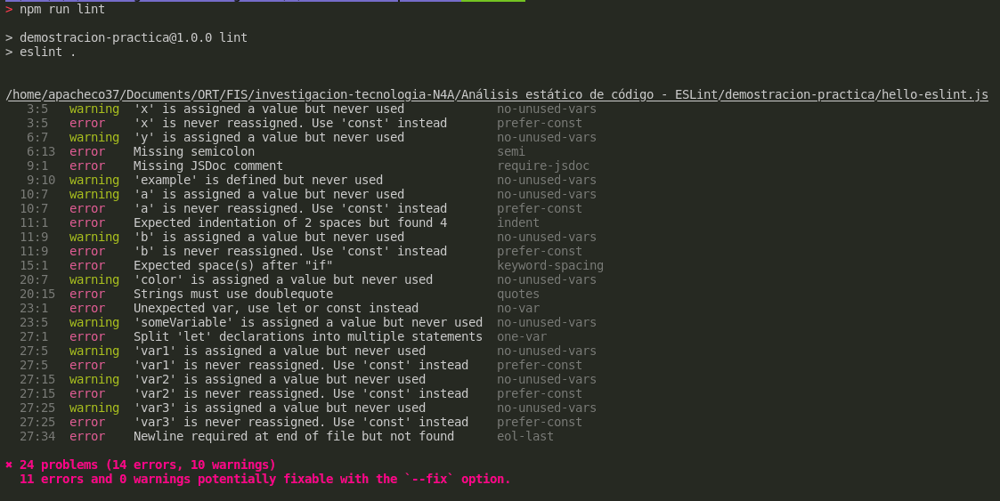 > npm run lint
> demostracion-practica@1.0.0 lint
> eslint .
/home/apacheco37/Documents/ORT/FIS/investigacion-tecnologia-N4A/Análisis estático de código - ESLint/demostracion-practica/hello-eslint.js
3:5 warning 'x' is assigned a value but never used no-unused-vars
3:5 error 'x' is never reassigned. Use 'const' instead prefer-const
6:7 warning 'y' is assigned a value but never used no-unused-vars
6:13 error Missing semicolon semi
9:1 error Missing JSDoc comment require-jsdoc
9:10 warning 'example' is defined but never used no-unused-vars
10:7 warning 'a' is assigned a value but never used no-unused-vars
10:7 error 'a' is never reassigned. Use 'const' instead prefer-const
11:1 error Expected indentation of 2 spaces but found 4 indent
11:9 warning 'b' is assigned a value but never used no-unused-vars
11:9 error 'b' is never reassigned. Use 'const' instead prefer-const
15:1 error Expected space(s) after "if" keyword-spacing
20:7 warning 'color' is assigned a value but never used no-unused-vars
20:15 error Strings must use doublequote quotes
23:1 error Unexpected var, use let or const instead no-var
23:5 warning 'someVariable' is assigned a value but never used no-unused-vars
27:1 error Split 'let' declarations into multiple statements one-var
27:5 warning 'var1' is assigned a value but never used no-unused-vars
27:5 error 'var1' is never reassigned. Use 'const' instead prefer-const
27:15 warning 'var2' is assigned a value but never used no-unused-vars
27:15 error 'var2' is never reassigned. Use 'const' instead prefer-const
27:25 warning 'var3' is assigned a value but never used no-unused-vars
27:25 error 'var3' is never reassigned. Use 'const' instead prefer-const
27:34 error Newline required at end of file but not found eol-last
✖ 24 problems (14 errors, 10 warnings)
11 errors and 0 warnings potentially fixable with the `--fix` option.